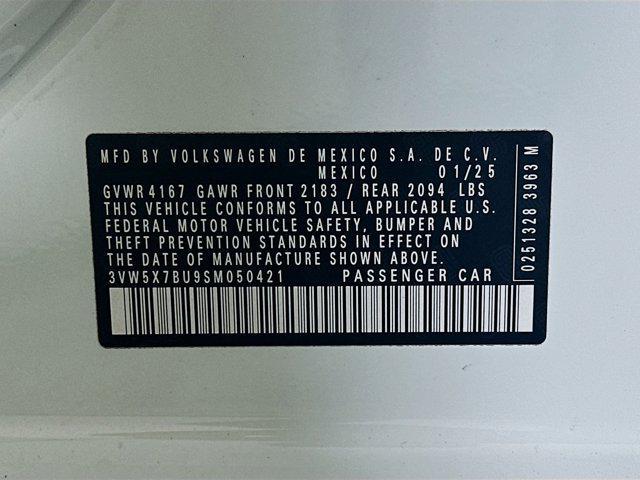 MFD BY VOLKSWAGEN DE MEXICO S.A. DE C.V.
MEXICO 01/25
GVWR 4167 GAWR FRONT 2183 / REAR 2094 LBS
THIS VEHICLE CONFORMS TO ALL APPLICABLE U.S.
FEDERAL MOTOR VEHICLE SAFETY, BUMPER AND
THEFT PREVENTION STANDARDS IN EFFECT ON
THE DATE OF MANUFACTURE SHOWN ABOVE.
3VW5X7BU9SM050421 PASSENGER CAR
0251328 3963 M